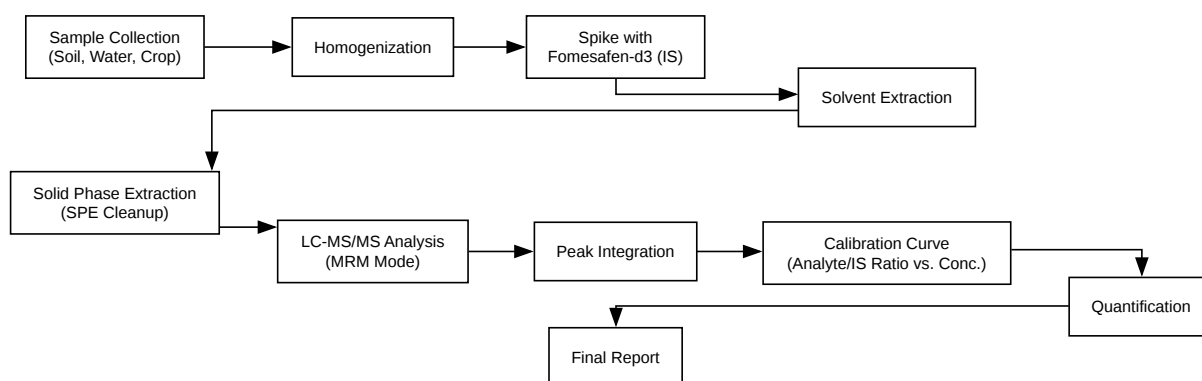 Sample Collection
(Soil, Water, Crop)
Homogenization
Spike with
Fomesafen-d3 (IS)
Solvent Extraction
Solid Phase Extraction
(SPE Cleanup)
LC-MS/MS Analysis
(MRM Mode)
Peak Integration
Calibration Curve
(Analyte/IS Ratio vs. Conc.)
Quantification
Final Report